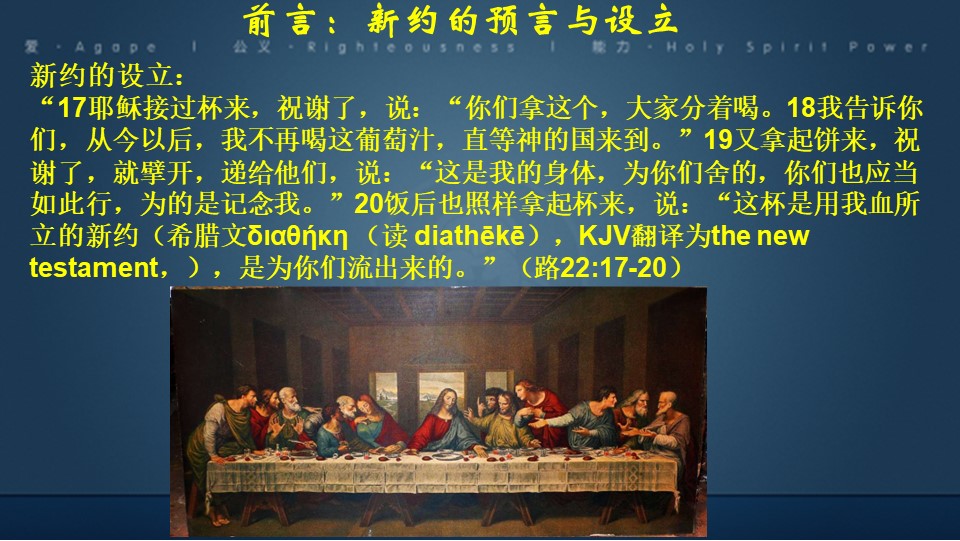 前言：新约的预言与设立
爱 · Agape | 公义 · Righteousness | 能力 · Holy Spirit Power
新约的设立：
“17耶稣接过杯来，祝谢了，说：“你们拿这个，大家分着喝。18我告诉你
们，从今以后，我不再喝这葡萄汁，直等神的国来到。”19又拿起饼来，祝
谢了，就擘开，递给他们，说：“这是我的身体，为你们舍的，你们也应当
如此行，为的是记念我。”20饭后也照样拿起杯来，说：“这杯是用我血所
立的新约（希腊文διαθήκη （读 diathēkē），KJV翻译为the new
testament，），是为你们流出来的。”（路22:17-20）